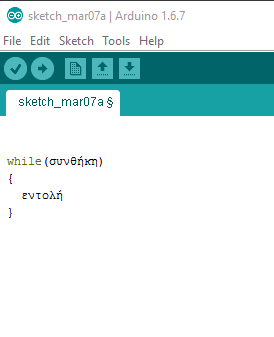 sketch_mar07a | Arduino 1.6.7
File Edit Sketch Tools Help
sketch_mar07a §
while(συνθήκη)
{
εντολή
}